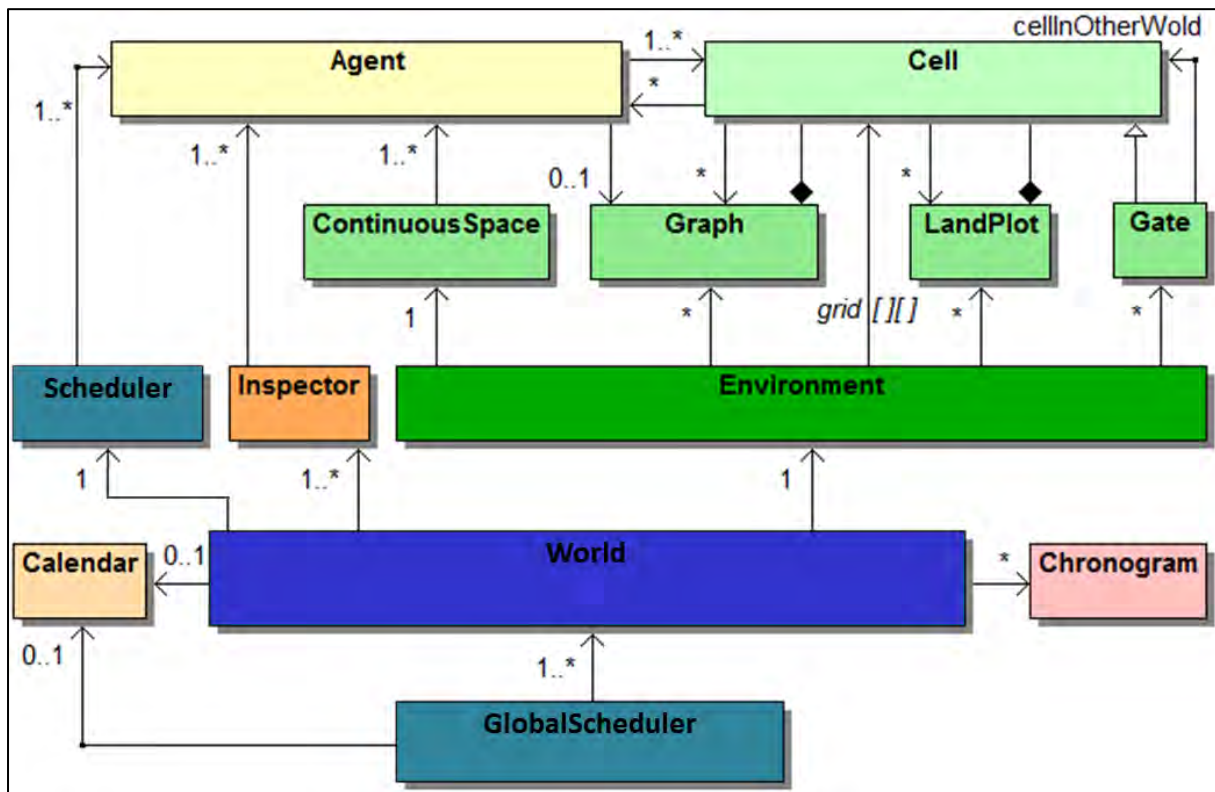 cellInOtherWold
Agent
1..*
Cell
*
1..*
1..*
1..*
0..1
*
*
ContinuousSpace
Graph
LandPlot
Gate
1
*
grid [ ][ ]
*
*
Scheduler
Inspector
Environment
1
1..*
1
World
Calendar
0..1
*
Chronogram
0..1
1..*
GlobalScheduler